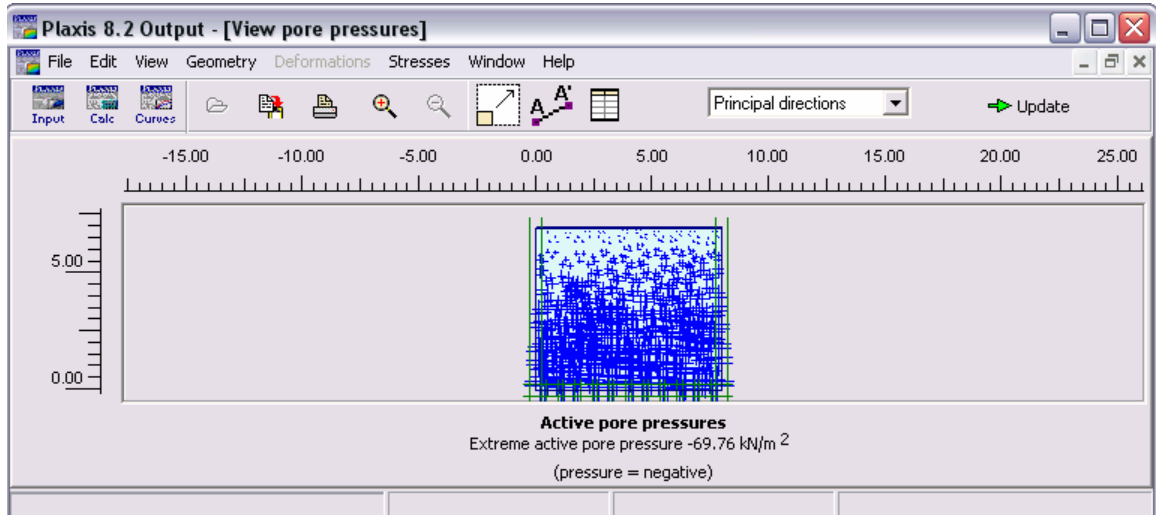 Plaxis 8.2 Output - [View pore pressures]
File Edit View Geometry Deformations Stresses Window Help
Input Calc Curves A A' Principal directions Update
-15.00 -10.00 -5.00 0.00 5.00 10.00 15.00 20.00 25.00
5.00
0.00
Active pore pressures
Extreme active pore pressure -69.76 kN/m 2
(pressure = negative)